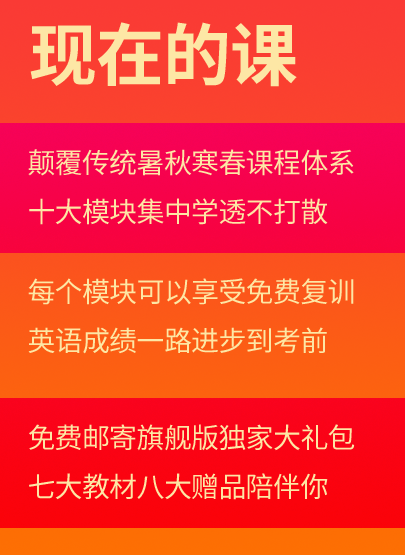 现在的课
颠覆传统暑秋寒春课程体系
十大模块集中学透不打散
每个模块可以享受免费复训
英语成绩一路进步到考前
免费邮寄旗舰版独家大礼包
七大教材八大赠品陪伴你